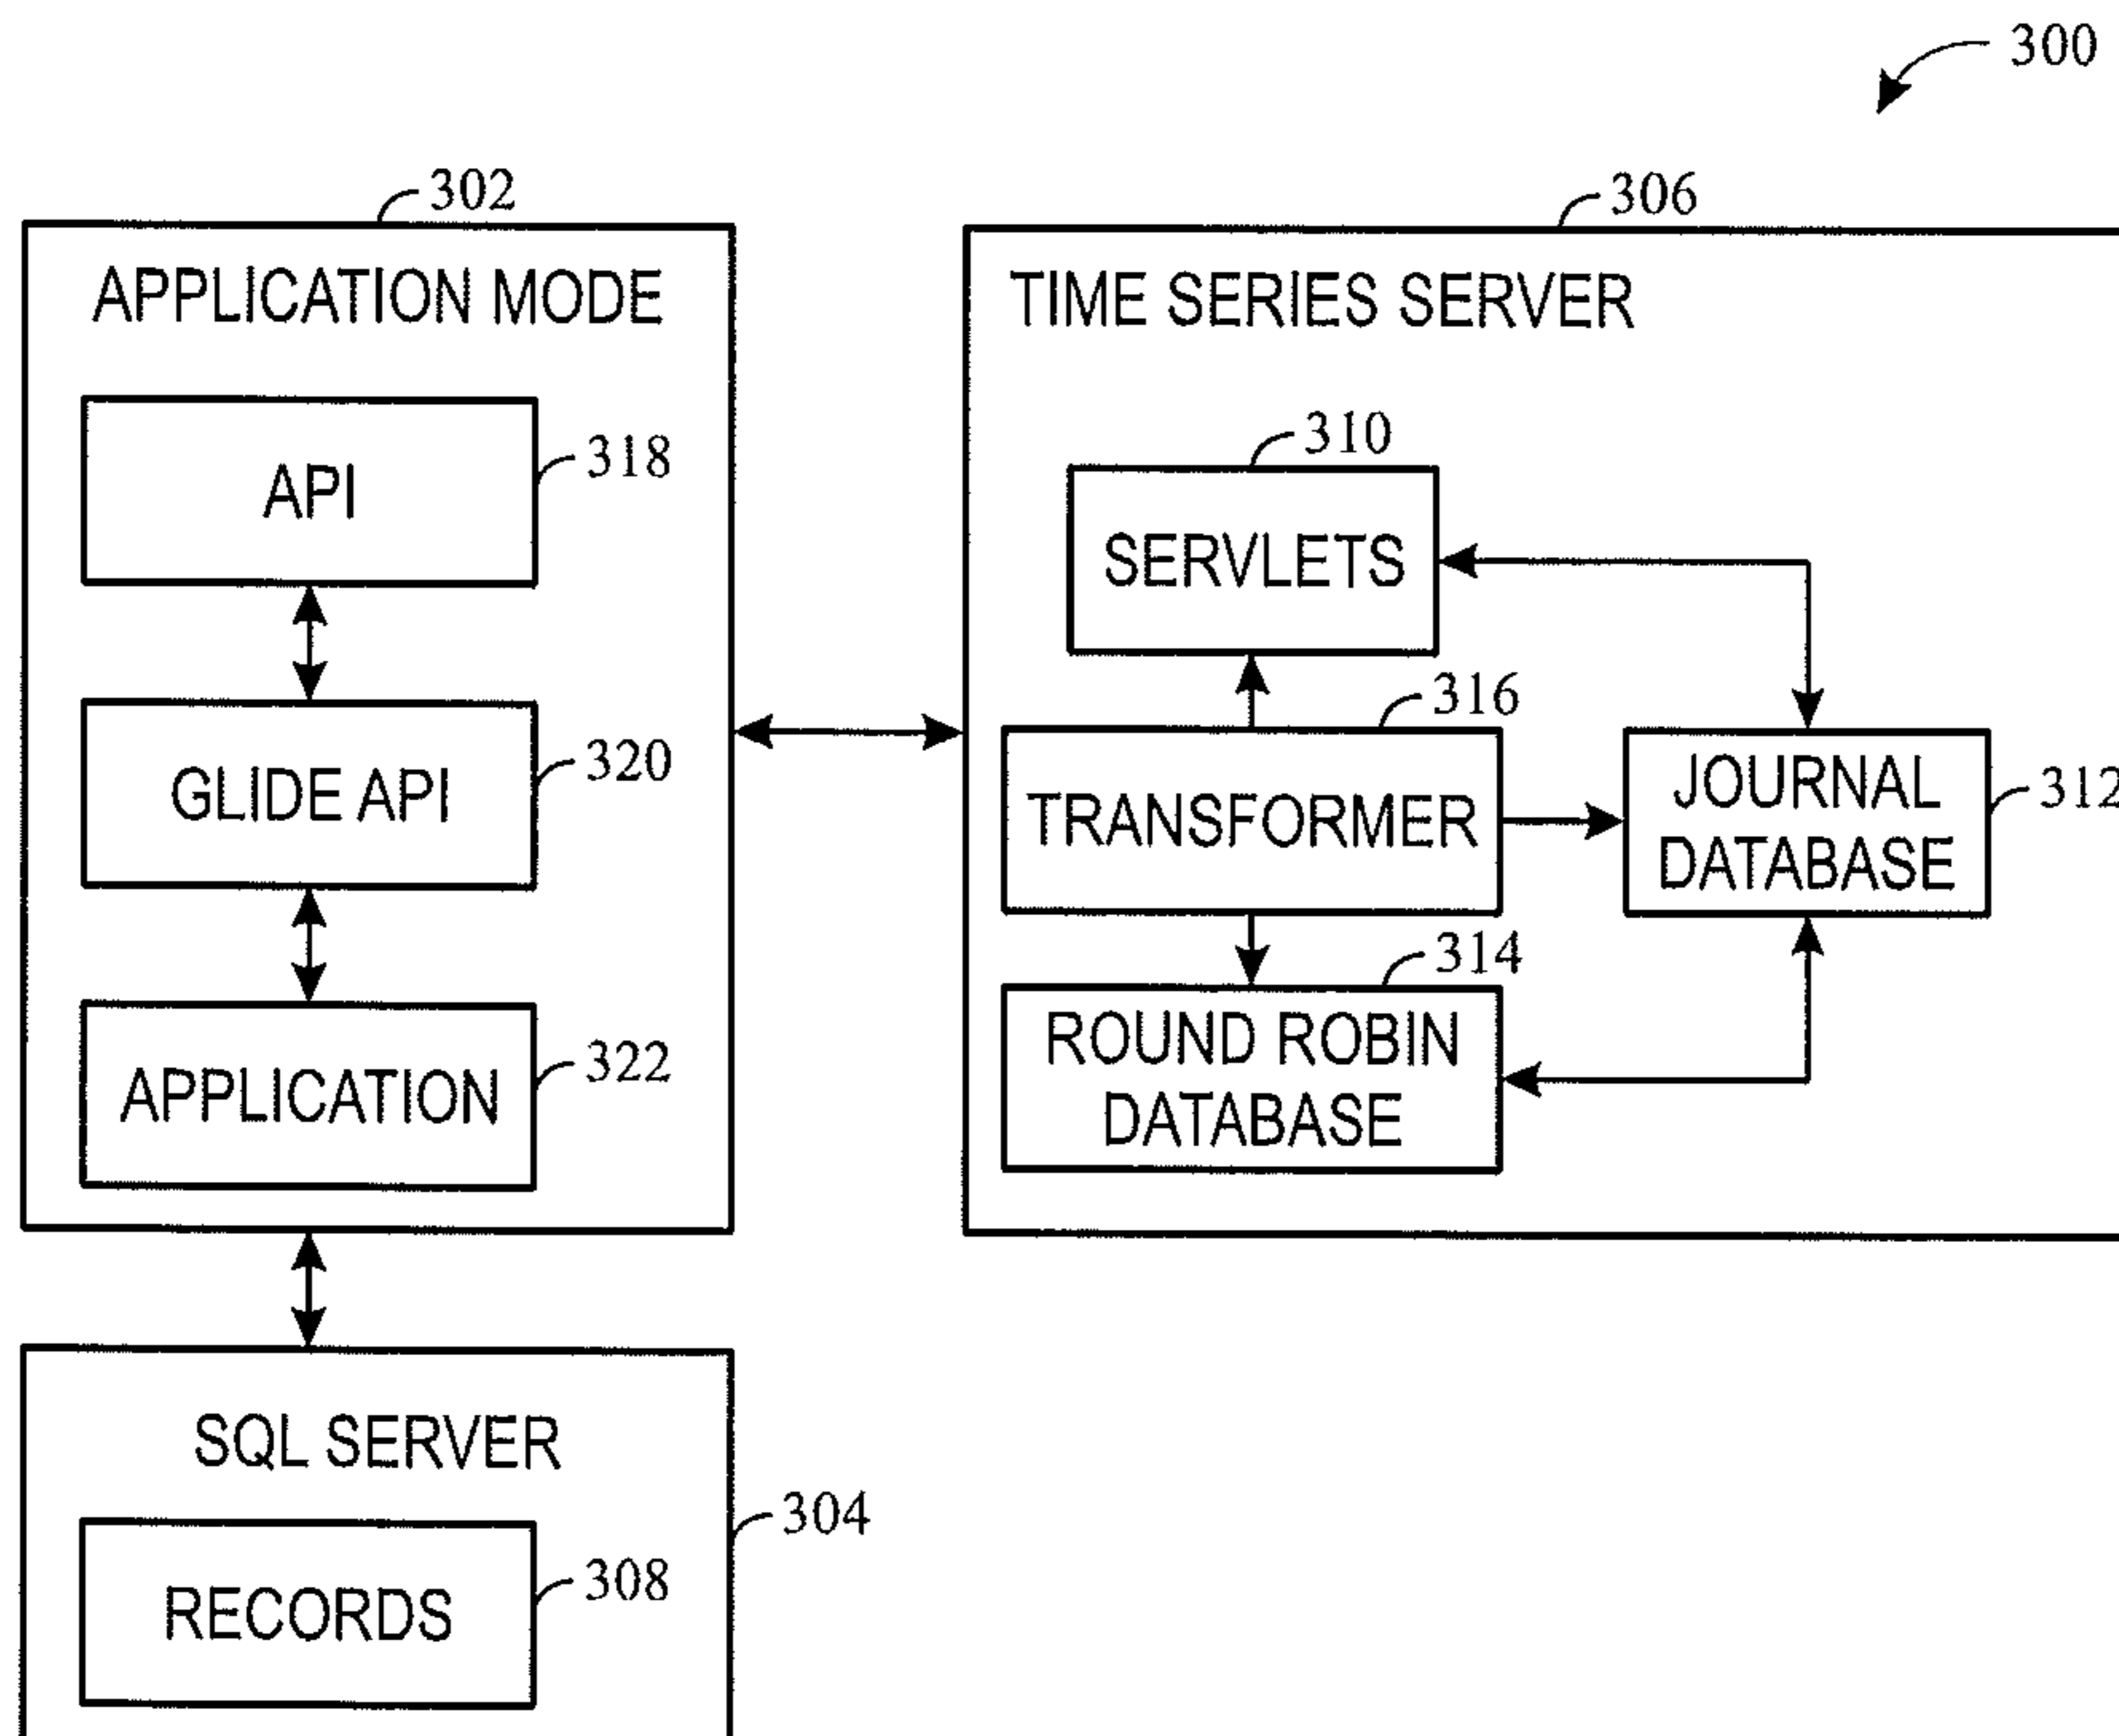 300
302
APPLICATION MODE
API
318
GLIDE API
320
APPLICATION
322
306
TIME SERIES SERVER
310
SERVLETS
316
TRANSFORMER
JOURNAL
DATABASE
312
314
ROUND ROBIN
DATABASE
SQL SERVER
304
RECORDS
308